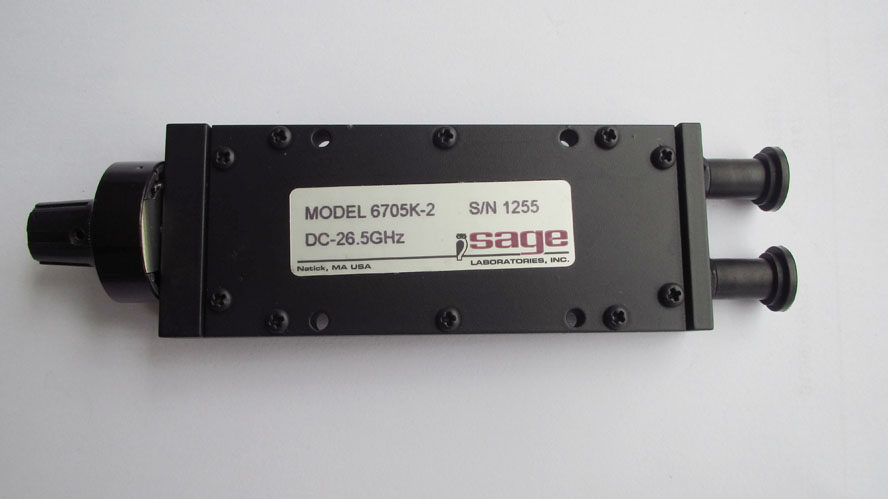 MODEL 6705K-2 S/N 1255
DC-26.5GHz
sage
Natick, MA USA LABORATORIES, INC.